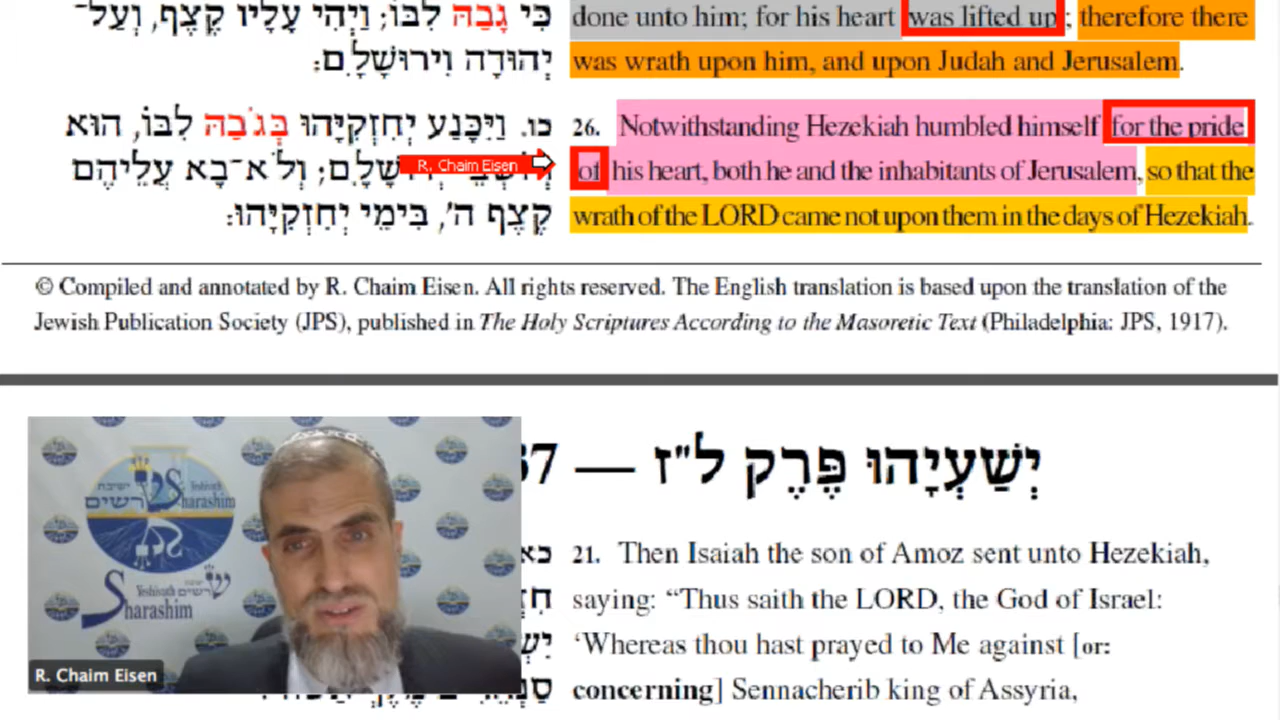 כִּי גָבַהּ לִבּוֹ; וַיְהִי עָלָיו קֶצֶף, וְעַל־
יְהוּדָה וִירוּשָׁלָ͏ִם:
done unto him; for his heart was lifted up; therefore there
was wrath upon him, and upon Judah and Jerusalem.
כו. וַיִּכָּנַע יְחִזְקִיָּהוּ בְּגֹבַהּ לִבּוֹ, הוּא
וְלֹא־בָא עֲלֵיהֶם
קֶצֶף ה', בִּימֵי יְחִזְקִיָּהוּ:
R. Chaim Eisen
26. Notwithstanding Hezekiah humbled himself for the pride
of his heart, both he and the inhabitants of Jerusalem, so that the
wrath of the LORD came not upon them in the days of Hezekiah.
© Compiled and annotated by R. Chaim Eisen. All rights reserved. The English translation is based upon the translation of the
Jewish Publication Society (JPS), published in The Holy Scriptures According to the Masoretic Text (Philadelphia: JPS, 1917).
37 — יְשַׁעְיָהוּ פֶּרֶק ל"ז
21. Then Isaiah the son of Amoz sent unto Hezekiah,
saying: “Thus saith the LORD, the God of Israel:
‘Whereas thou hast prayed to Me against [or:
concerning] Sennacherib king of Assyria,
ישיבת שרשים
Yeshivath Sharashim
Yeshivath שרשים
Sharashim
R. Chaim Eisen